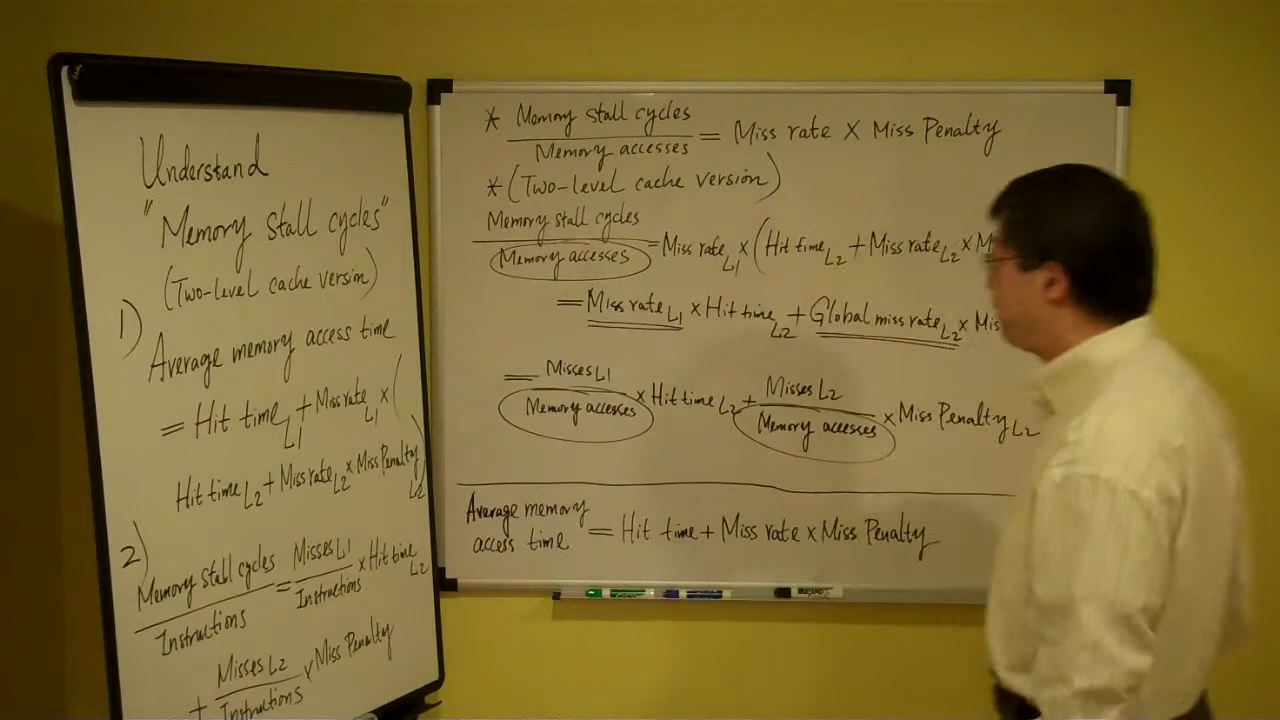 Understand
"Memory stall cycles"
(Two-level cache version)
1)
Average memory access time
= Hit time L1 + Miss rate L1 × (
Hit time L2 + Miss rate L2 × Miss Penalty L2 )
2)
Memory stall cycles
Instructions
= Misses L1
Instructions
× Hit time L2
+ Misses L2
Instructions
× Miss Penalty
* Memory stall cycles
Memory accesses
= Miss rate × Miss Penalty
* (Two-level cache version)
Memory stall cycles
Memory accesses
= Miss rate L1 × (Hit time L2 + Miss rate L2 × M
= Miss rate L1 × Hit time L2 + Global miss rate L2 × Mis
= Misses L1
Memory accesses
× Hit time L2 + Misses L2
Memory accesses
× Miss Penalty L2
Average memory
access time
= Hit time + Miss rate × Miss Penalty